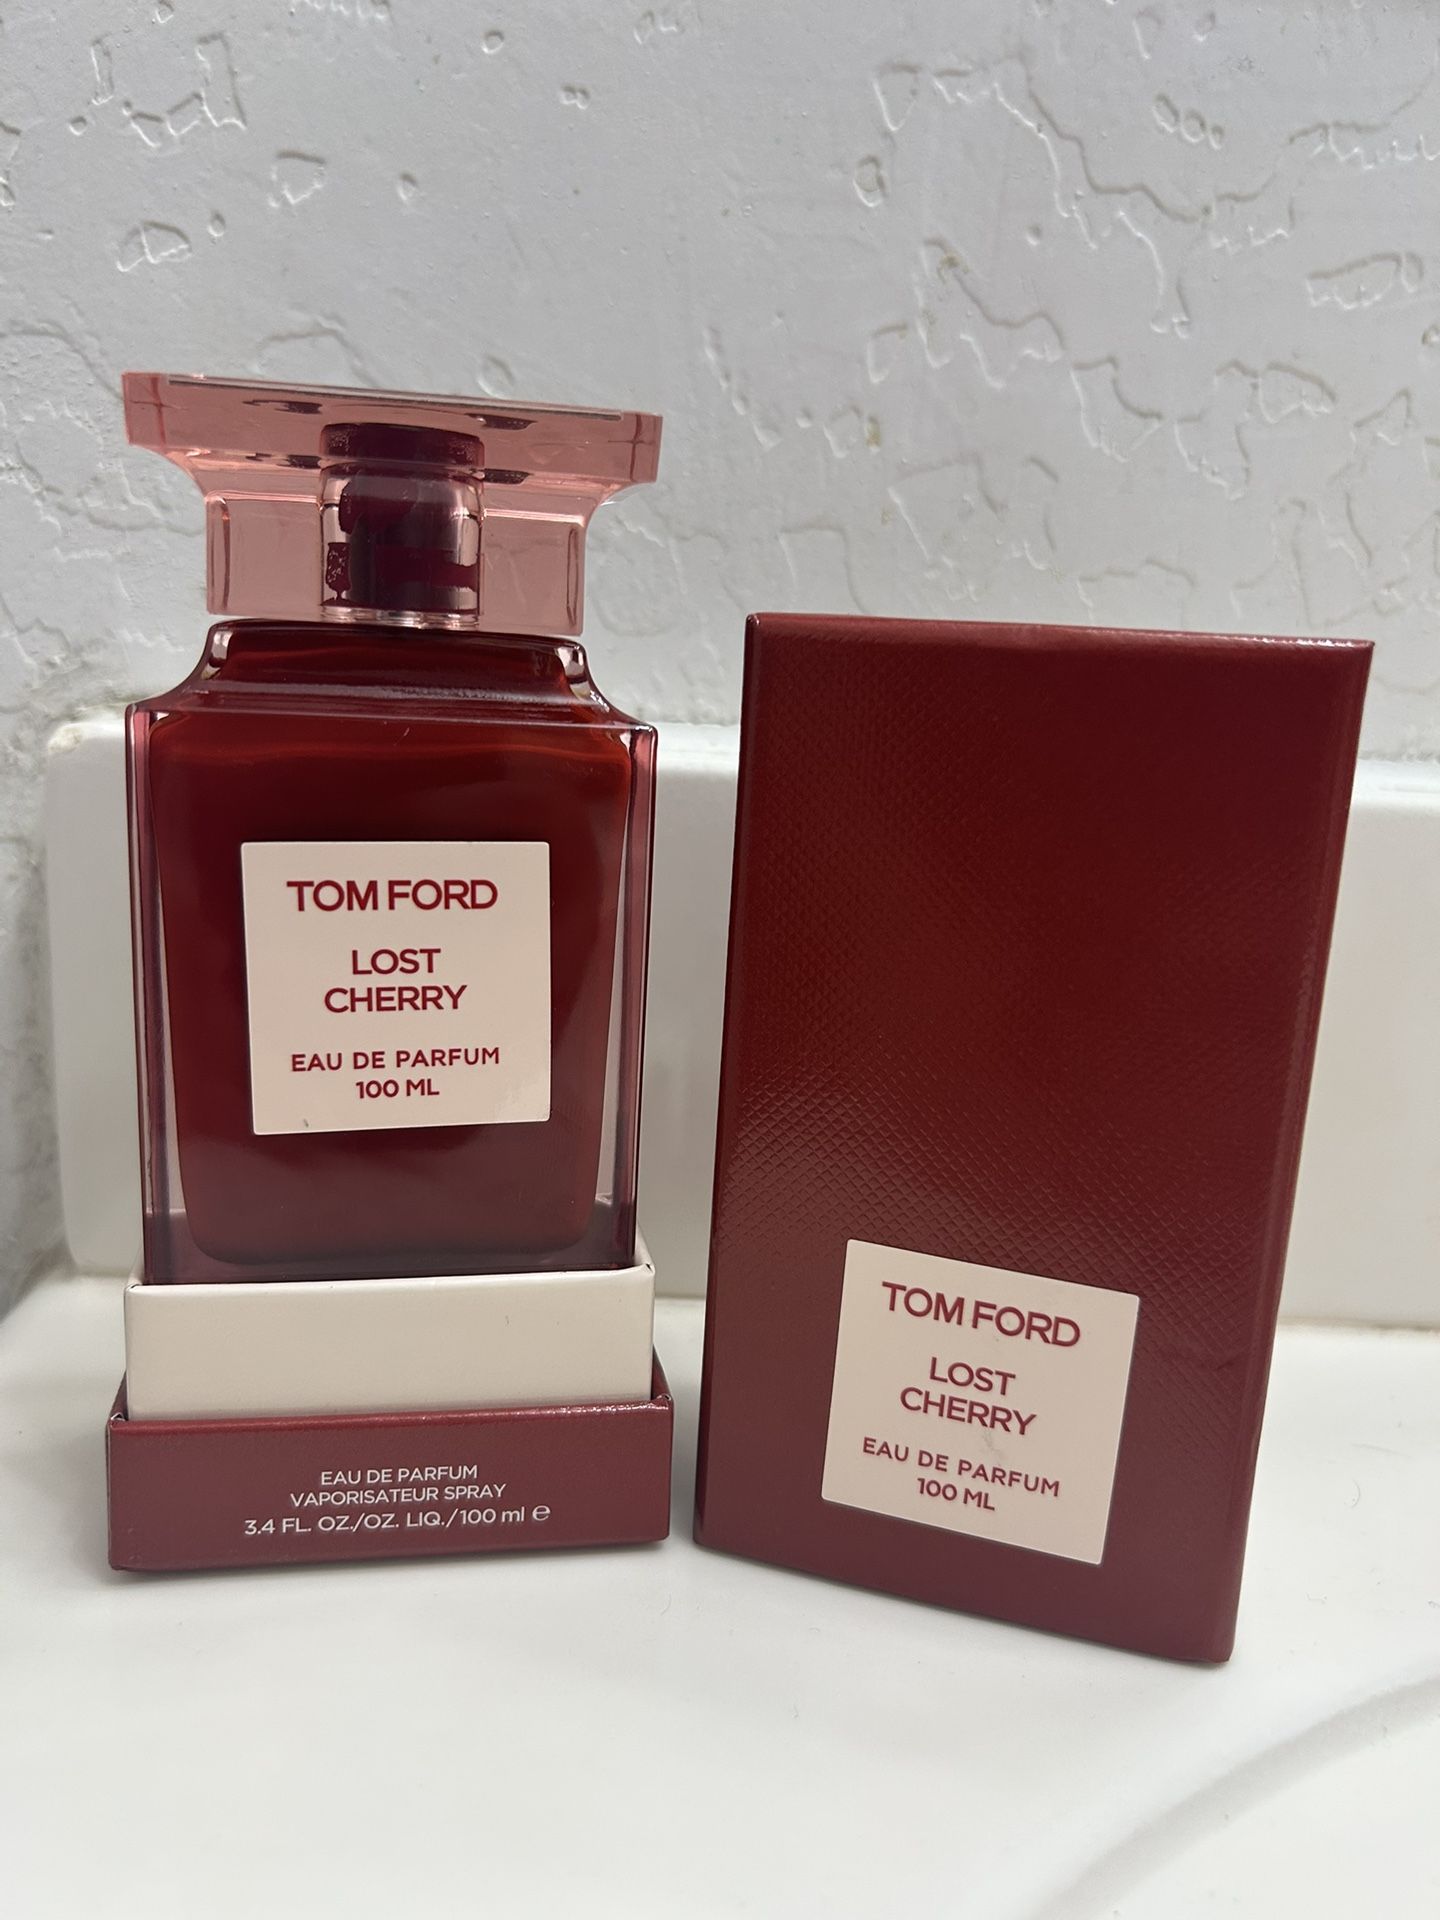 TOM FORD
LOST
CHERRY
EAU DE PARFUM
100 ML
EAU DE PARFUM
VAPORISATEUR SPRAY
3.4 FL. OZ./OZ. LIQ./100 ml ℮
TOM FORD
LOST
CHERRY
EAU DE PARFUM
100 ML